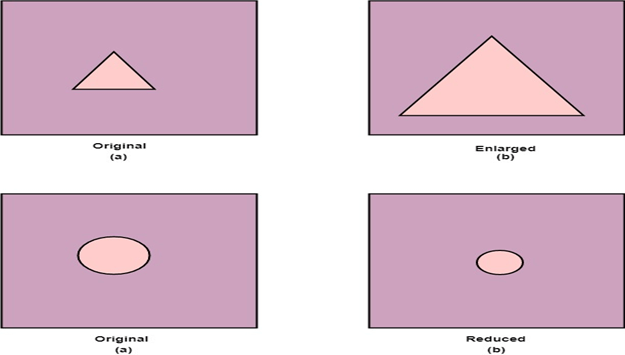 Original
(a)
Enlarged
(b)
Original
(a)
Reduced
(b)